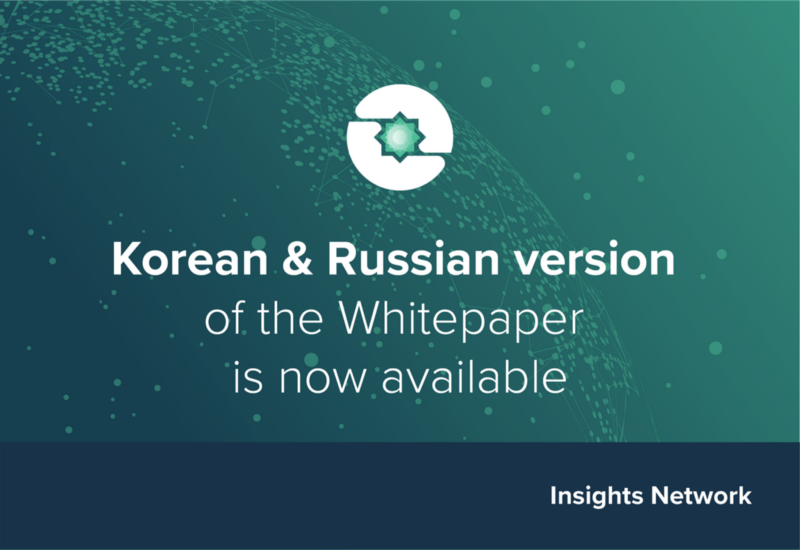 Korean & Russian version
of the Whitepaper
is now available
Insights Network